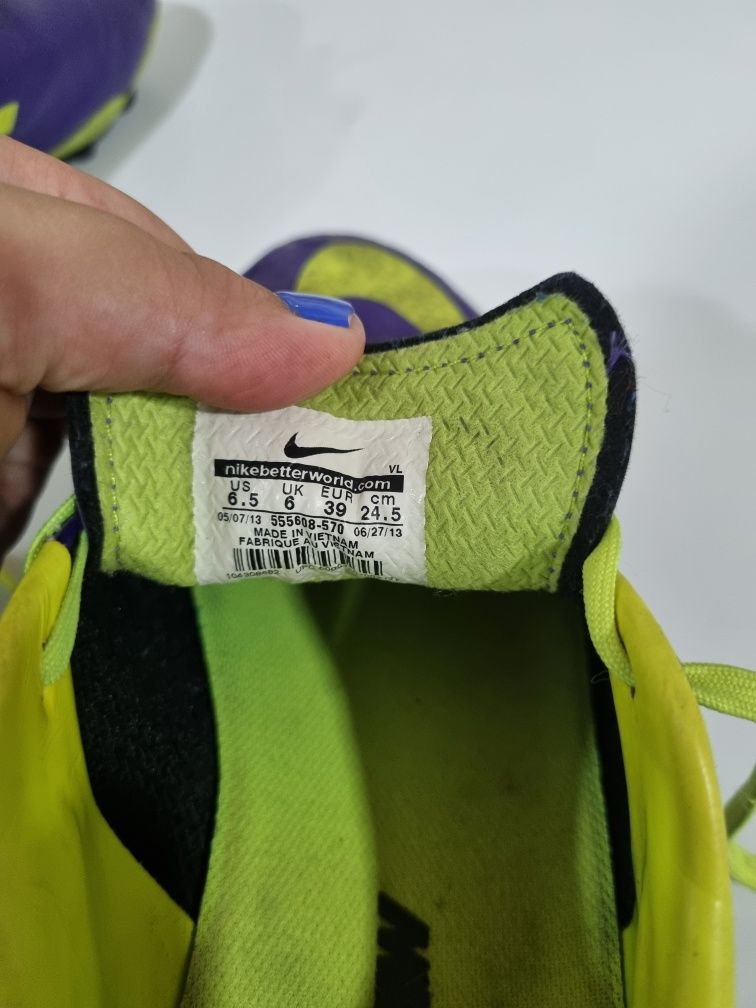 nikebetterworld.com
VL
US UK EUR cm
6.5 6 39 24.5
05/07/13 555608-570 06/27/13
MADE IN VIETNAM
FABRIQUE AU VIETNAM
UPC